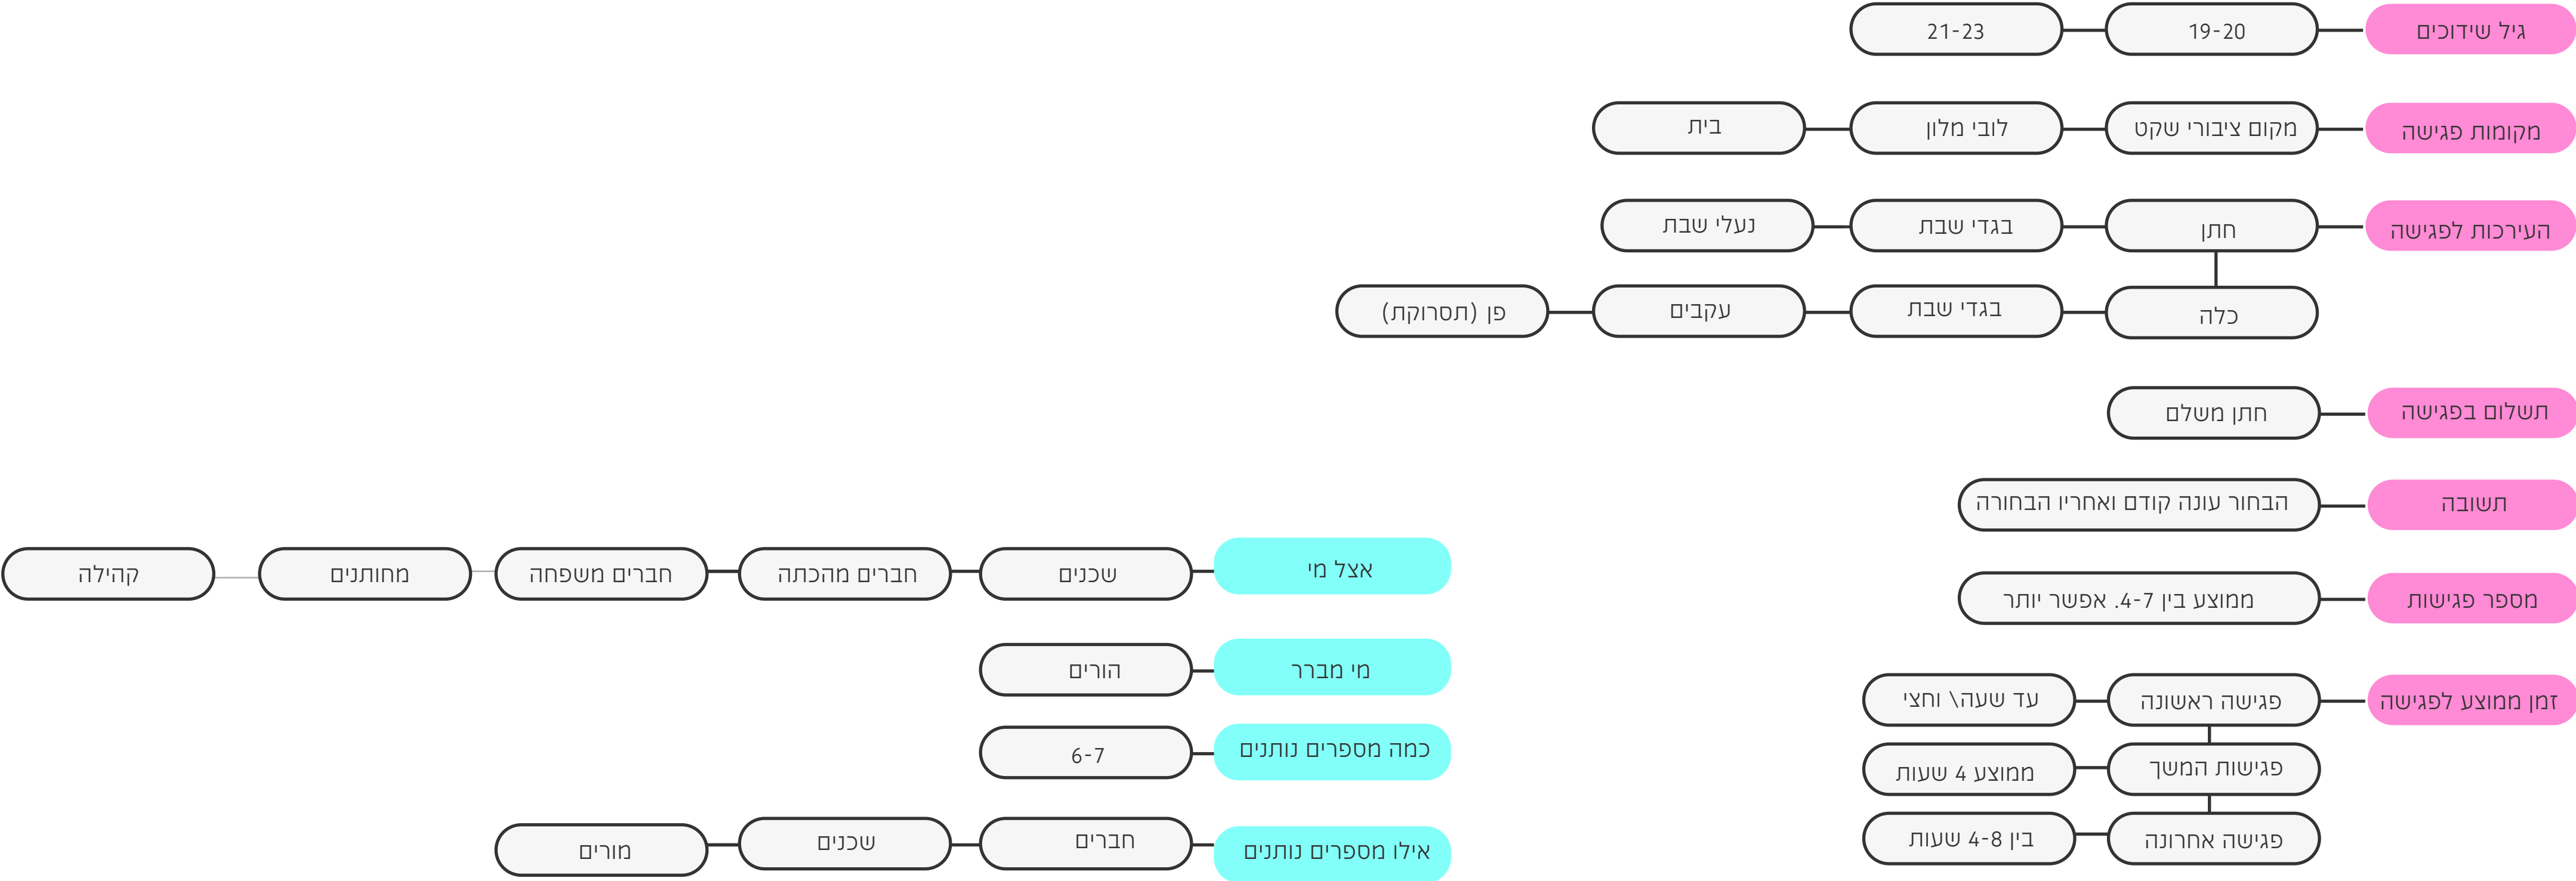 גיל שידוכים
19-20
21-23
מקומות פגישה
מקום ציבורי שקט
לובי מלון
בית
העירכות לפגישה
חתן
בגדי שבת
נעלי שבת
כלה
בגדי שבת
עקבים
פן (תסרוקת)
תשלום בפגישה
חתן משלם
תשובה
הבחור עונה קודם ואחריו הבחורה
מספר פגישות
ממוצע בין 4-7. אפשר יותר
זמן ממוצע לפגישה
פגישה ראשונה
עד שעה\ וחצי
פגישות המשך
ממוצע 4 שעות
פגישה אחרונה
בין 4-8 שעות
אצל מי
שכנים
חברים מהכתה
חברים משפחה
מחותנים
קהילה
מי מברר
הורים
כמה מספרים נותנים
6-7
אילו מספרים נותנים
חברים
שכנים
מורים